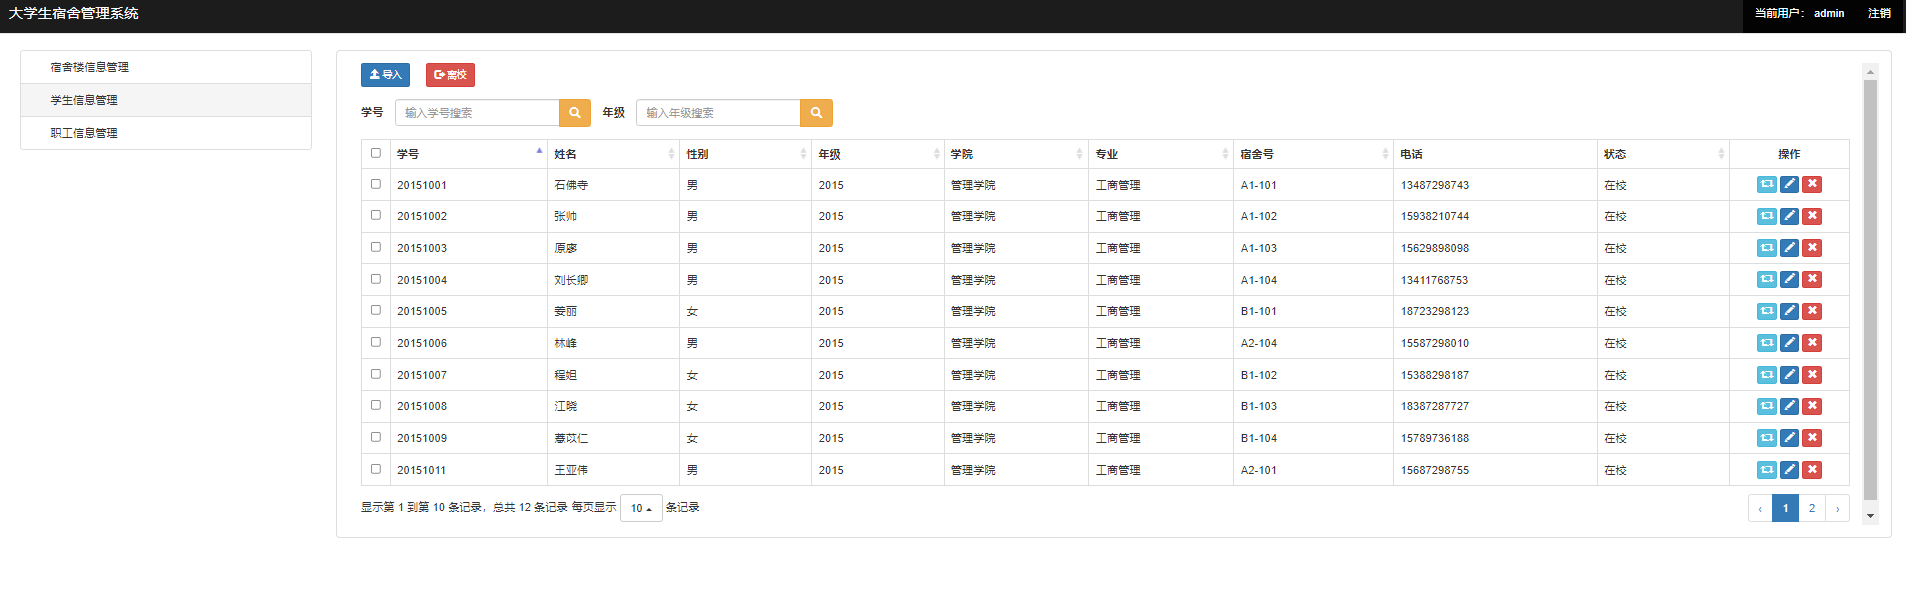 大学生宿舍管理系统 当前用户： admin 注销
宿舍楼信息管理
学生信息管理
职工信息管理
导入 离校
学号 输入学号搜索 年级 输入年级搜索
学号 姓名 性别 年级 学院 专业 宿舍号 电话 状态 操作
20151001 石佛寺 男 2015 管理学院 工商管理 A1-101 13487298743 在校
20151002 张帅 男 2015 管理学院 工商管理 A1-102 15938210744 在校
20151003 原廖 男 2015 管理学院 工商管理 A1-103 15629898098 在校
20151004 刘长卿 男 2015 管理学院 工商管理 A1-104 13411768753 在校
20151005 姜丽 女 2015 管理学院 工商管理 B1-101 18723298123 在校
20151006 林峰 男 2015 管理学院 工商管理 A2-104 15587298010 在校
20151007 程妲 女 2015 管理学院 工商管理 B1-102 15388298187 在校
20151008 江晓 女 2015 管理学院 工商管理 B1-103 18387287727 在校
20151009 女 2015 管理学院 工商管理 B1-104 15789736188 在校
20151011 王亚伟 男 2015 管理学院 工商管理 A2-101 15687298755 在校
显示第 1 到第 10 条记录，总共 12 条记录 每页显示 10 条记录 ‹ 1 2 ›